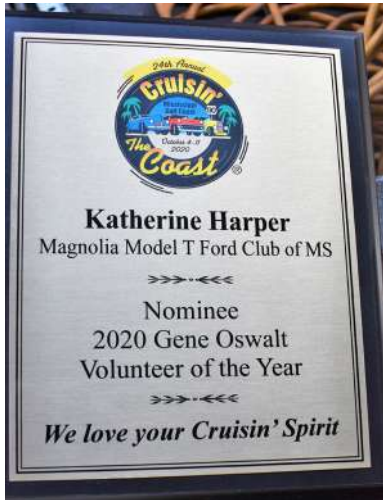 24th Annual
Cruisin'
Mississippi
Gulf Coast
October 4-11
2020
The
Coast
®
Katherine Harper
Magnolia Model T Ford Club of MS
Nominee
2020 Gene Oswalt
Volunteer of the Year
We love your Cruisin' Spirit